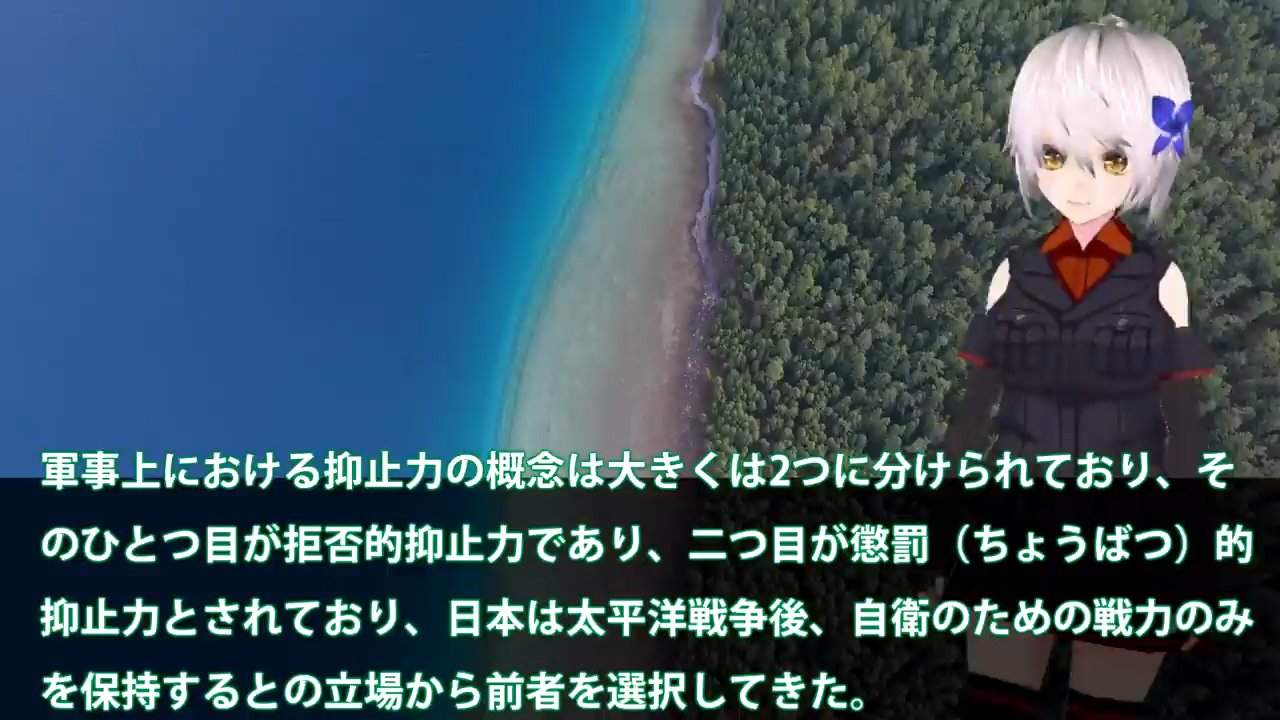 軍事上における抑止力の概念は大きくは2つに分けられており、そ
のひとつ目が拒否的抑止力であり、二つ目が懲罰（ちょうばつ）的
抑止力とされており、日本は太平洋戦争後、自衛のための戦力のみ
を保持するとの立場から前者を選択してきた。